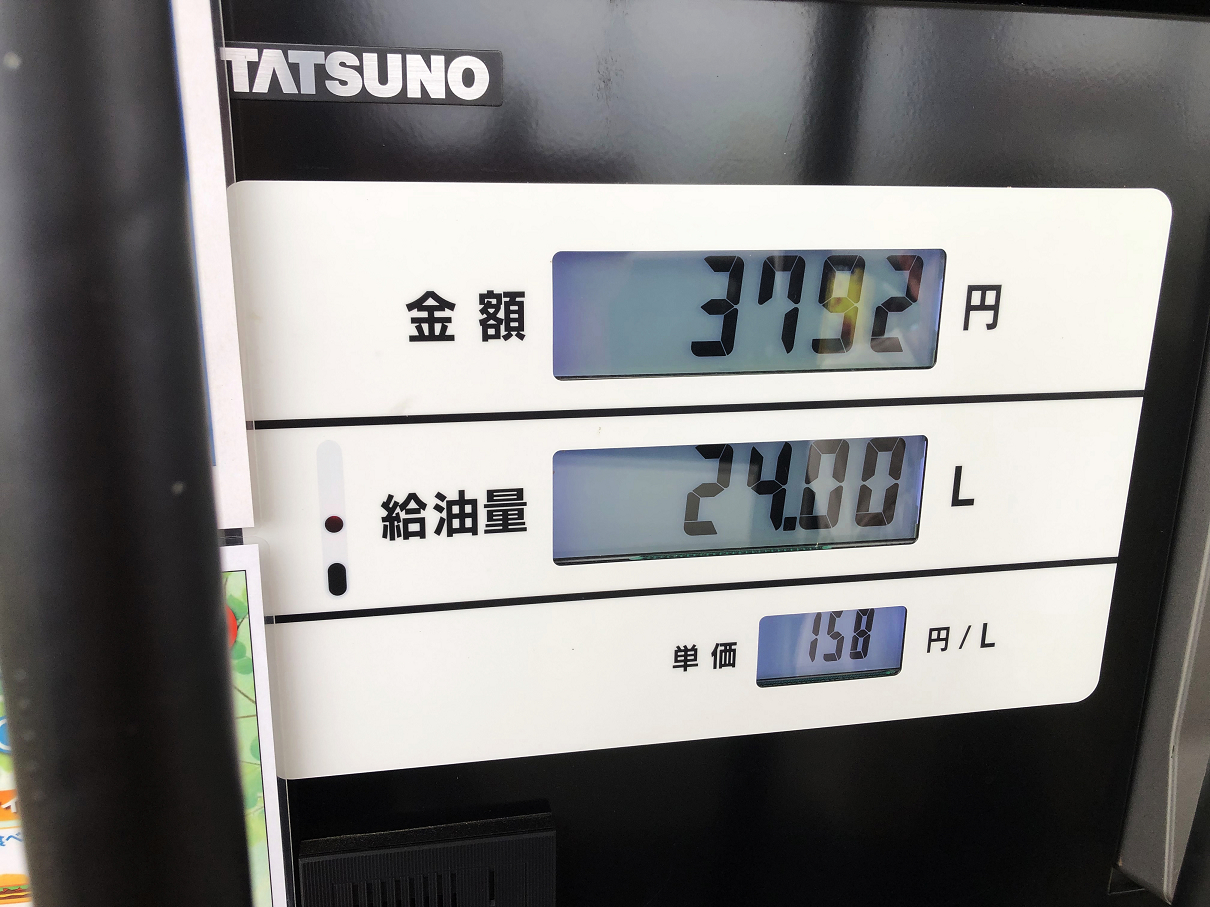 TATSUNO
金額 3792 円
給油量 24.00 L
単価 158 円/L